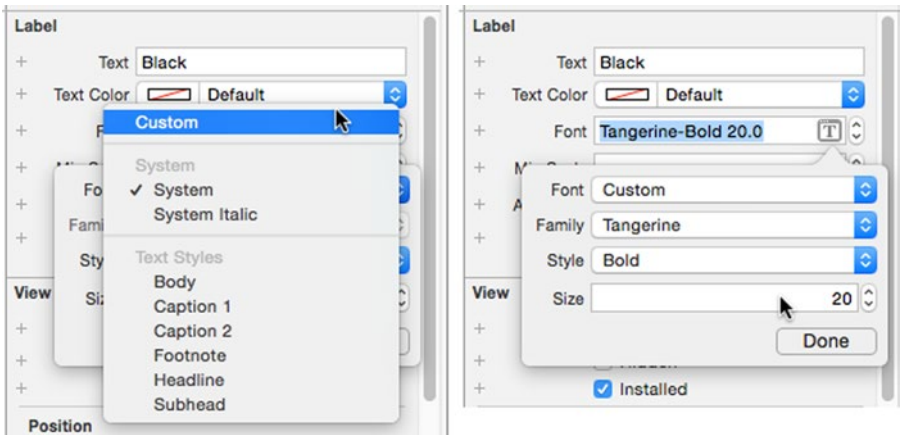 Label
Text Black
Text Color Default
Custom
System
✓ System
System Italic
Fami
Sty
Text Styles
Body
Caption 1
Caption 2
Footnote
Headline
Subhead
View
Position
Label
Text Black
Text Color Default
Font Tangerine-Bold 20.0 T
Font Custom
Family Tangerine
Style Bold
Size 20
View
Done
Installed